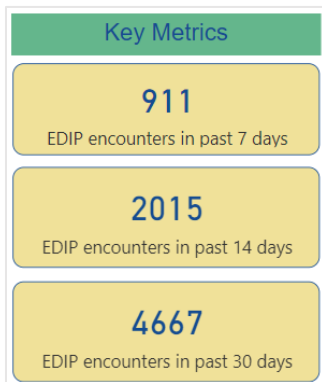 Key Metrics
911
EDIP encounters in past 7 days
2015
EDIP encounters in past 14 days
4667
EDIP encounters in past 30 days